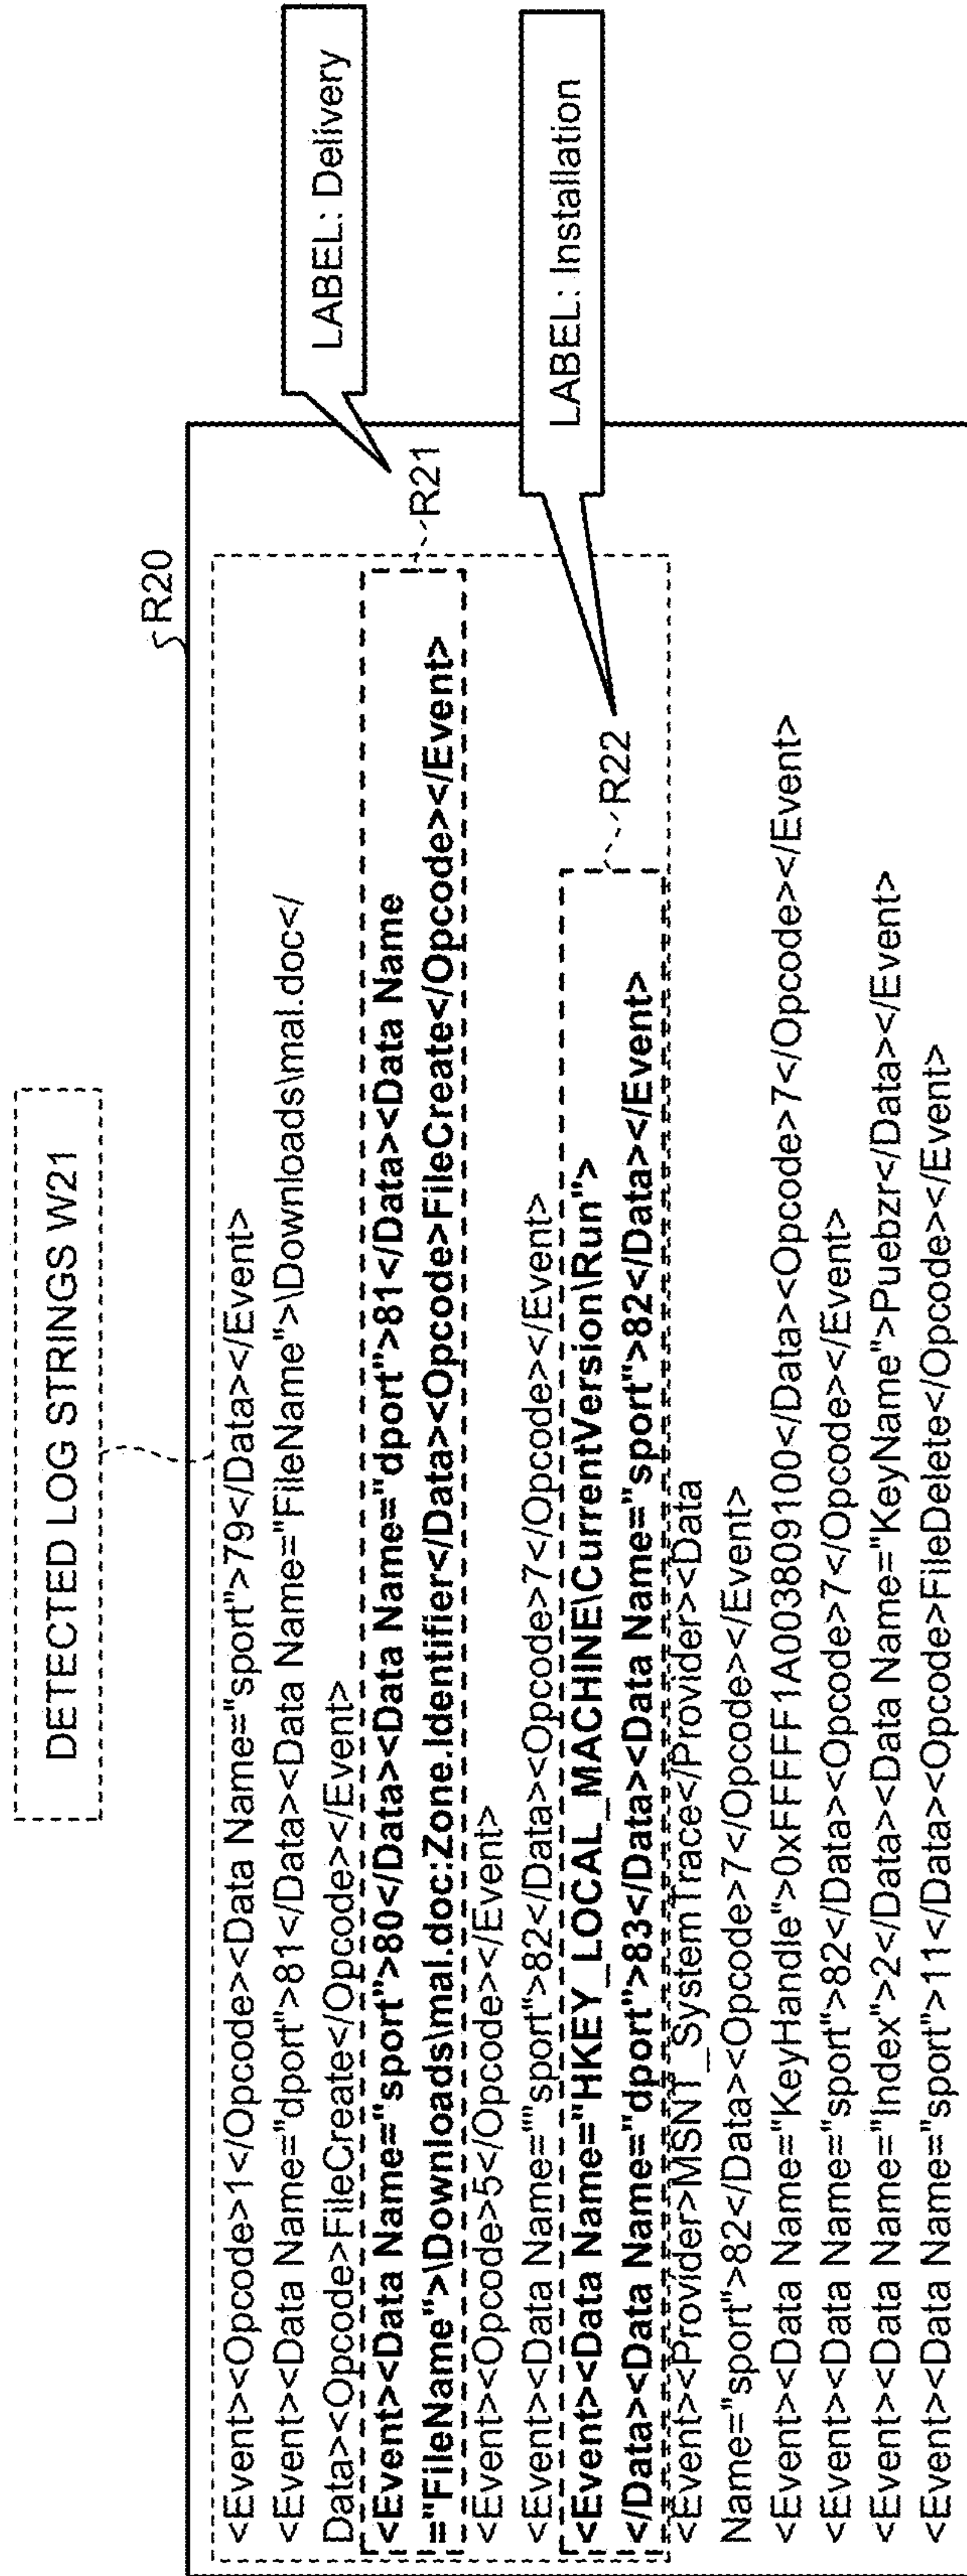 DETECTED LOG STRINGS W21
R20
<Event><Opcode>1</Opcode><Data Name="sport">79</Data></Event>
<Event><Data Name="dport">81</Data><Data Name="FileName">\Downloads\mal.doc</
Data><Opcode>FileCreate</Opcode></Event>
<Event><Data Name="sport">80</Data><Data Name="dport">81</Data><Data Name
="FileName">\Downloads\mal.doc:Zone.Identifier</Data><Opcode>FileCreate</Opcode></Event>
R21
LABEL: Delivery
<Event><Opcode>5</Opcode></Event>
<Event><Data Name=""sport">82</Data><Opcode>7</Opcode></Event>
<Event><Data Name="HKEY_LOCAL_MACHINE\CurrentVersion\Run">
</Data><Data Name="dport">83</Data><Data Name="sport">82</Data></Event>
R22
LABEL: Installation
<Event><Provider>MSNT_SystemTrace</Provider><Data
Name="sport">82</Data><Opcode>7</Opcode></Event>
<Event><Data Name="KeyHandle">0xFFFFF1A003809100</Data><Opcode>7</Opcode></Event>
<Event><Data Name="sport">82</Data><Opcode>7</Opcode></Event>
<Event><Data Name="Index">2</Data><Data Name="KeyName">Puebzr</Data></Event>
<Event><Data Name="sport">11</Data><Opcode>FileDelete</Opcode></Event>